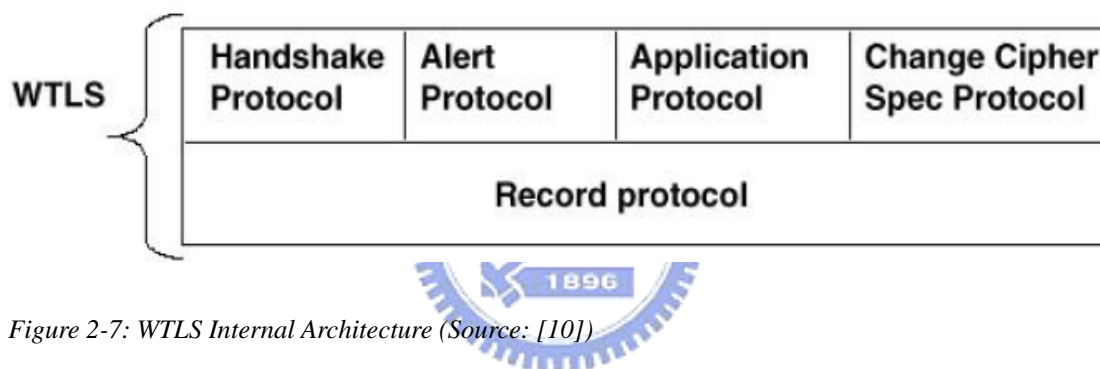 WTLS
Handshake
Protocol
Alert
Protocol
Application
Protocol
Change Cipher
Spec Protocol
Record protocol
1896
Figure 2-7: WTLS Internal Architecture (Source: [10])